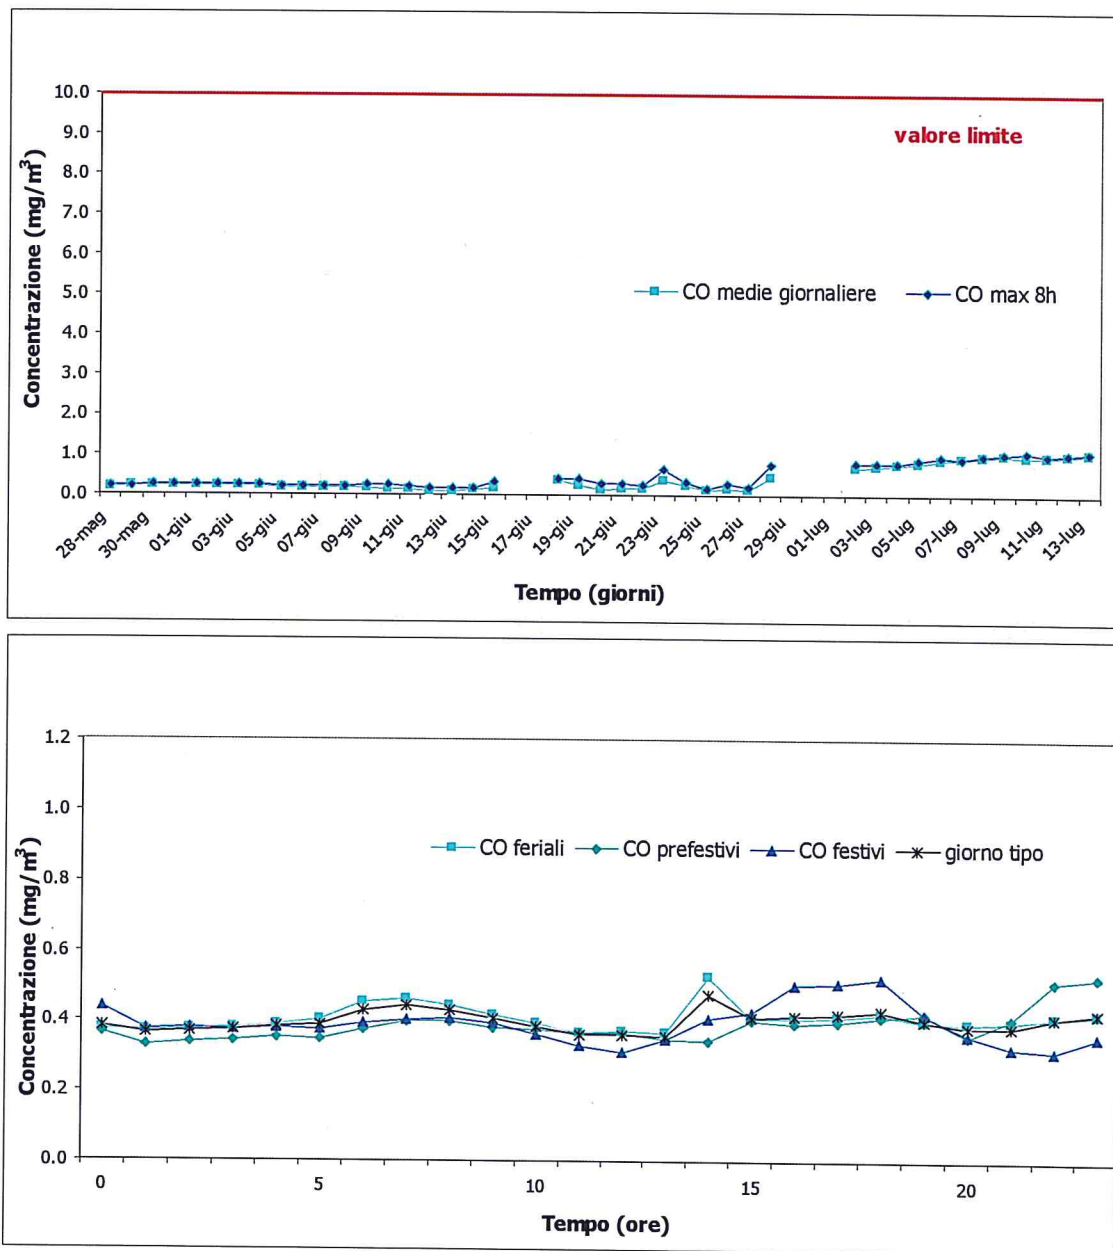 10.0
9.0
8.0
7.0
6.0
5.0
4.0
3.0
2.0
1.0
0.0
Concentrazione (mg/m³)
valore limite
CO medie giornaliere CO max 8h
28-mag 30-mag 01-giu 03-giu 05-giu 07-giu 09-giu 11-giu 13-giu 15-giu 17-giu 19-giu 21-giu 23-giu 25-giu 27-giu 29-giu 01-lug 03-lug 05-lug 07-lug 09-lug 11-lug 13-lug
Tempo (giorni)
1.2
1.0
0.8
0.6
0.4
0.2
0.0
Concentrazione (mg/m³)
CO feriali CO prefestivi CO festivi giorno tipo
0 5 10 15 20
Tempo (ore)